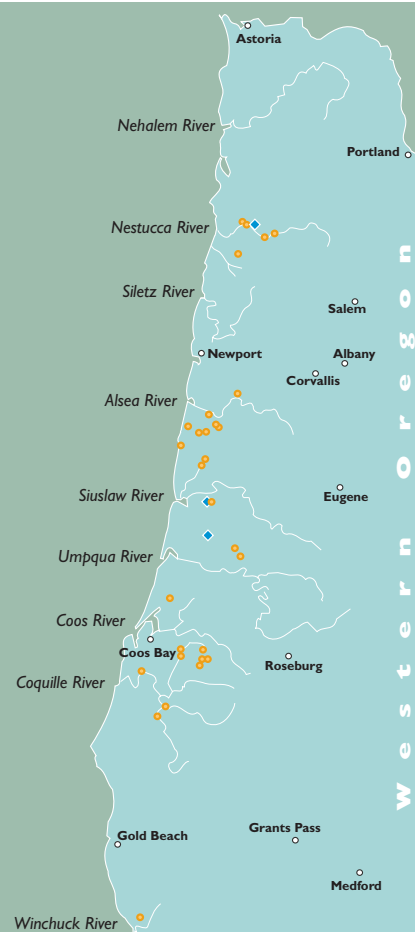 Astoria
Nehalem River
Portland
Nestucca River
Siletz River
Salem
Newport
Albany
Corvallis
Alsea River
Siuslaw River
Eugene
Umpqua River
Coos River
Coos Bay
Roseburg
Coquille River
western oregon
Gold Beach
Grants Pass
Medford
Winchuck River